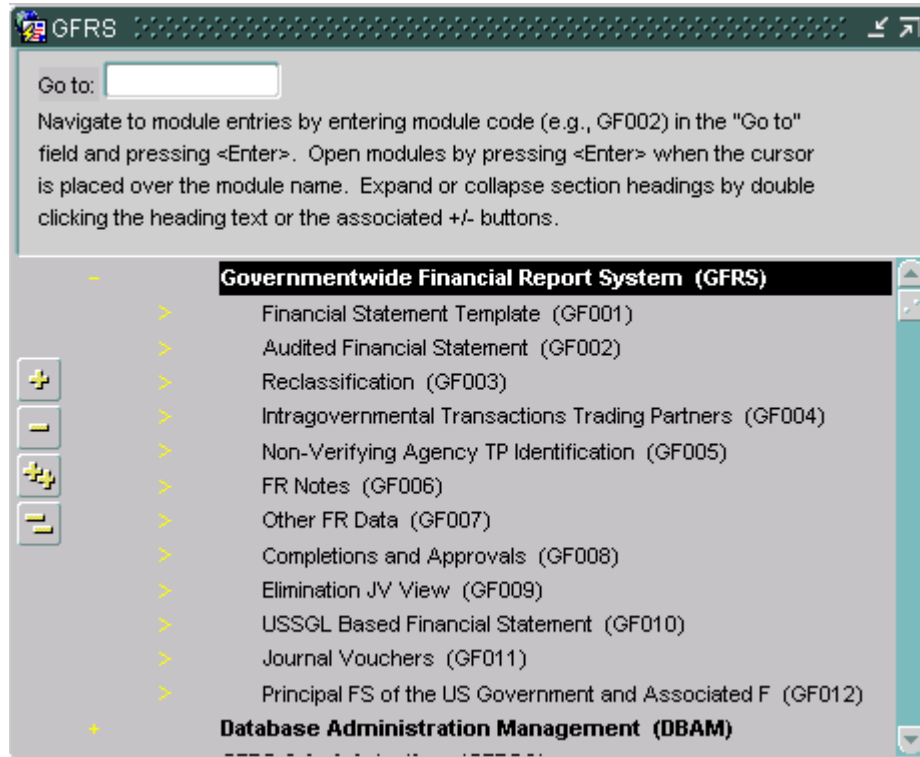 GFRS
Go to:
Navigate to module entries by entering module code (e.g., GF002) in the "Go to"
field and pressing <Enter>. Open modules by pressing <Enter> when the cursor
is placed over the module name. Expand or collapse section headings by double
clicking the heading text or the associated +/- buttons.
- Governmentwide Financial Report System (GFRS)
> Financial Statement Template (GF001)
> Audited Financial Statement (GF002)
> Reclassification (GF003)
> Intragovernmental Transactions Trading Partners (GF004)
> Non-Verifying Agency TP Identification (GF005)
> FR Notes (GF006)
> Other FR Data (GF007)
> Completions and Approvals (GF008)
> Elimination JV View (GF009)
> USSGL Based Financial Statement (GF010)
> Journal Vouchers (GF011)
> Principal FS of the US Government and Associated F (GF012)
+ Database Administration Management (DBAM)